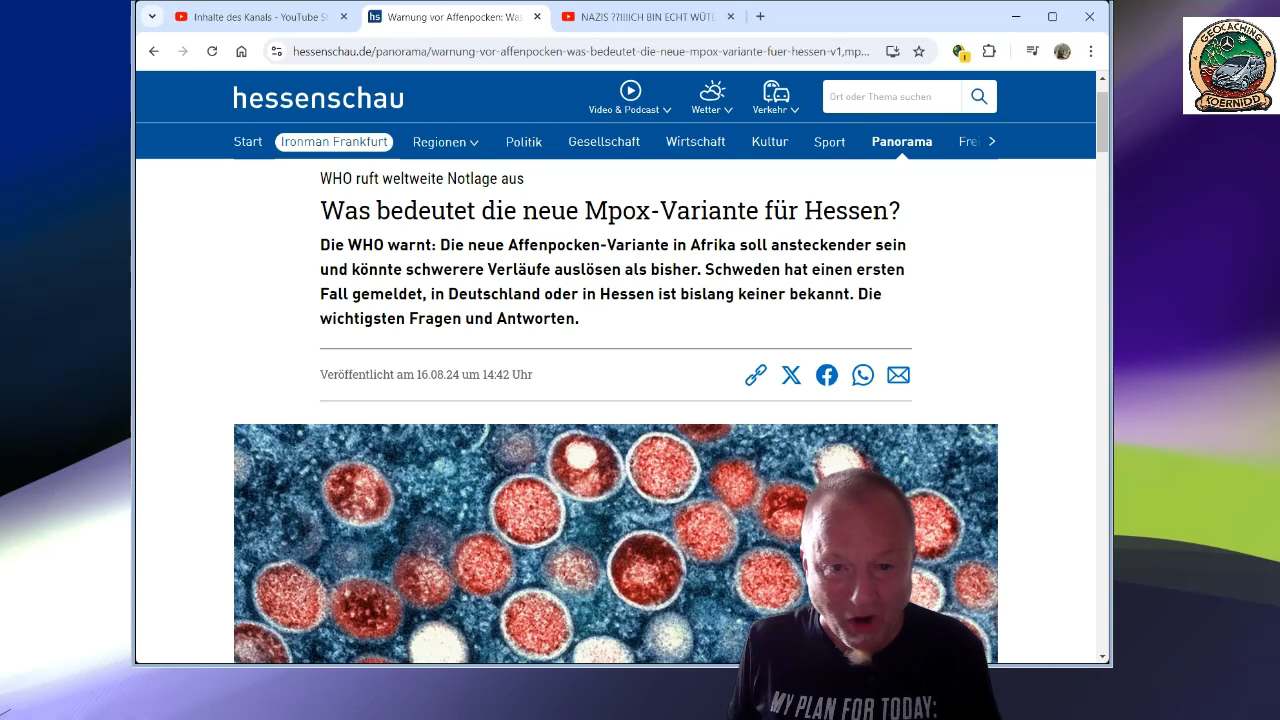 Inhalte des Kanals - YouTube S
Warnung vor Affenpocken: Was
NAZIS ??!!!!ICH BIN ECHT WÜT
hessenschau.de/panorama/warnung-vor-affenpocken-was-bedeutet-die-neue-mpox-variante-fuer-hessen-v1,mp...
hessenschau
Video & Podcast
Wetter
Verkehr
Ort oder Thema suchen
Start
Ironman Frankfurt
Regionen
Politik
Gesellschaft
Wirtschaft
Kultur
Sport
Panorama
Frei
WHO ruft weltweite Notlage aus
Was bedeutet die neue Mpox-Variante für Hessen?
Die WHO warnt: Die neue Affenpocken-Variante in Afrika soll ansteckender sein
und könnte schwerere Verläufe auslösen als bisher. Schweden hat einen ersten
Fall gemeldet, in Deutschland oder in Hessen ist bislang keiner bekannt. Die
wichtigsten Fragen und Antworten.
Veröffentlicht am 16.08.24 um 14:42 Uhr
MY PLAN FOR TODAY:
GEOCACHING
KOERNIDD
hs